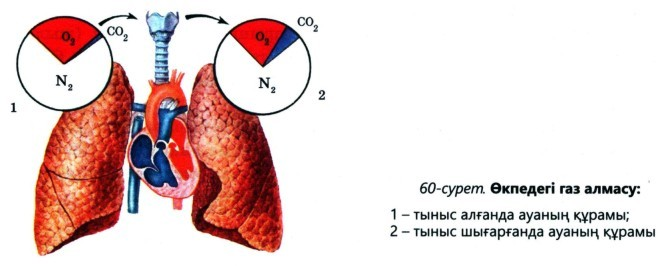 O₂
CO₂
N₂
1
O₂
CO₂
N₂
2
60-сурет. Өкпедегі газ алмасу:
1 – тыныс алғанда ауаның құрамы;
2 – тыныс шығарғанда ауаның құрамы